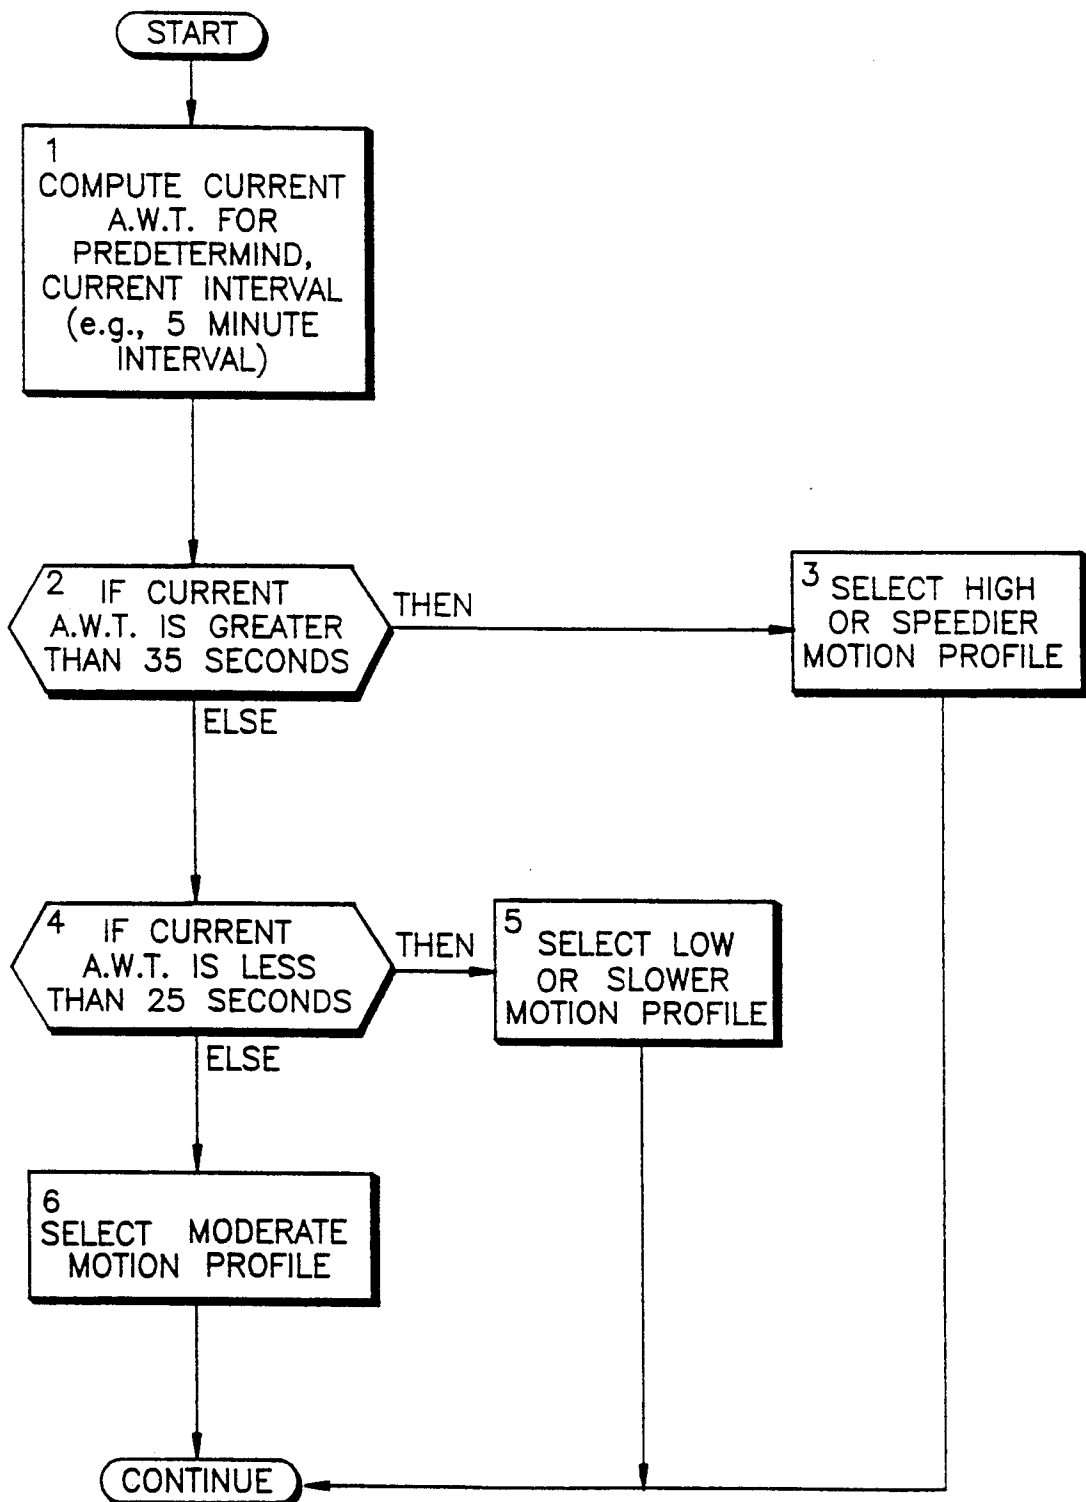 START
1
COMPUTE CURRENT
A.W.T. FOR
PREDETERMIND,
CURRENT INTERVAL
(e.g., 5 MINUTE
INTERVAL)
2 IF CURRENT
A.W.T. IS GREATER
THAN 35 SECONDS
THEN
3 SELECT HIGH
OR SPEEDIER
MOTION PROFILE
ELSE
4 IF CURRENT
A.W.T. IS LESS
THAN 25 SECONDS
THEN
5
SELECT LOW
OR SLOWER
MOTION PROFILE
ELSE
6
SELECT MODERATE
MOTION PROFILE
CONTINUE